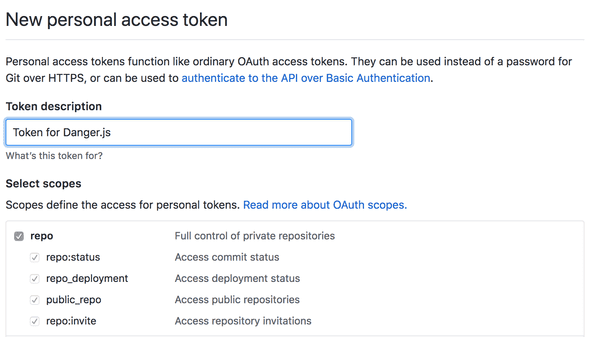 New personal access token
Personal access tokens function like ordinary OAuth access tokens. They can be used instead of a password for
Git over HTTPS, or can be used to authenticate to the API over Basic Authentication.
Token description
Token for Danger.js
What's this token for?
Select scopes
Scopes define the access for personal tokens. Read more about OAuth scopes.
repo Full control of private repositories
repo:status Access commit status
repo_deployment Access deployment status
public_repo Access public repositories
repo:invite Access repository invitations